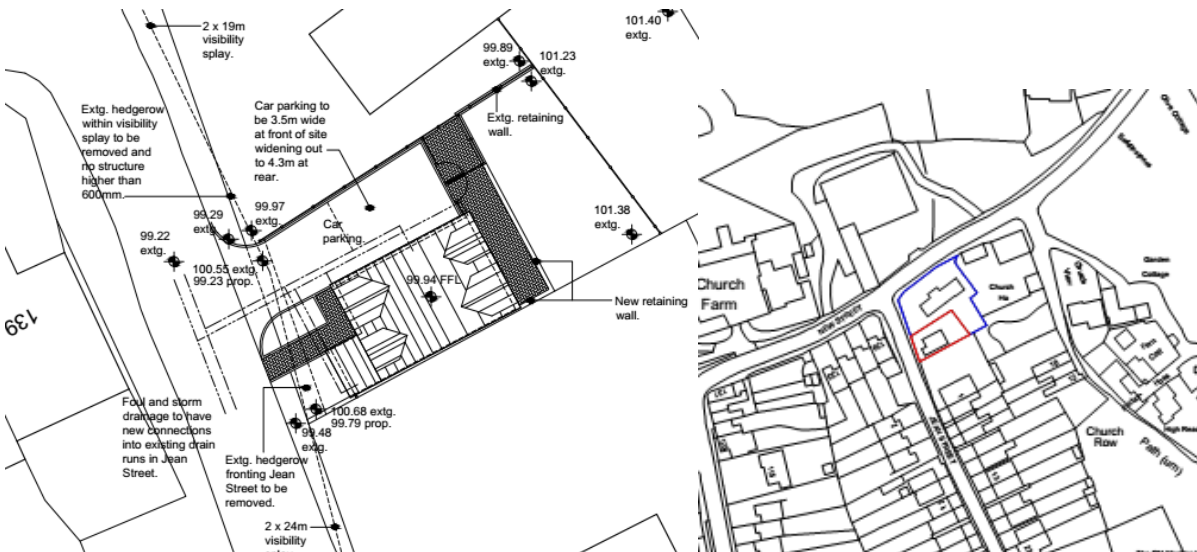 2 x 19m
visibility
splay.
Extg. hedgerow
within visibility
splay to be
removed and
no structure
higher than
600mm.
Car parking to
be 3.5m wide
at front of site
widening out
to 4.3m at
rear.
99.89
extg.
101.23
extg.
101.40
extg.
Extg. retaining
wall.
99.29
extg.
99.97
extg.
99.22
extg.
100.55 extg.
99.23 prop.
Car
parking.
101.38
extg.
99.94 FFL
New retaining
wall.
139
Foul and storm
drainage to have
new connections
into existing drain
runs in Jean
Street.
Extg. hedgerow
fronting Jean
Street to be
removed.
100.68 extg.
99.79 prop.
99.48
extg.
2 x 24m
visibility
Church
Farm
NEW STREET
Church
Ho
Garden
Cottage
Church
View
Fern
Cott
Church
Row
Path (um)